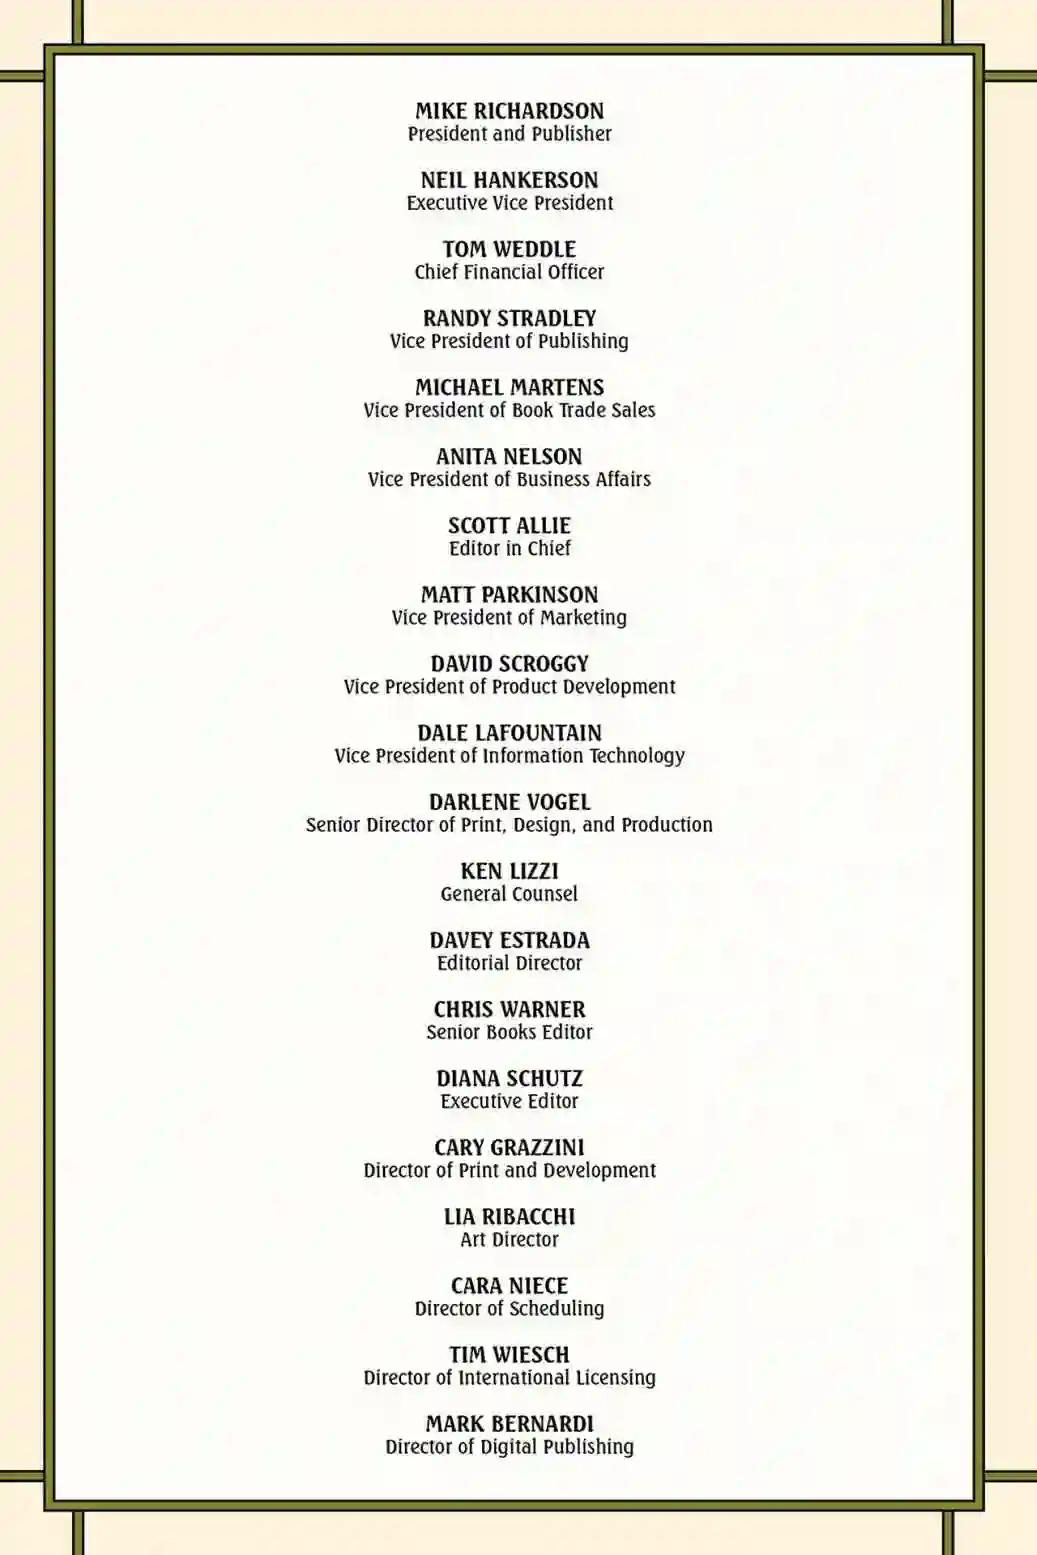 MIKE RICHARDSON
President and Publisher
NEIL HANKERSON
Executive Vice President
TOM WEDDLE
Chief Financial Officer
RANDY STRADLEY
Vice President of Publishing
MICHAEL MARTENS
Vice President of Book Trade Sales
ANITA NELSON
Vice President of Business Affairs
SCOTT ALLIE
Editor in Chief
MATT PARKINSON
Vice President of Marketing
DAVID SCROGGY
Vice President of Product Development
DALE LAFOUNTAIN
Vice President of Information Technology
DARLENE VOGEL
Senior Director of Print, Design, and Production
KEN LIZZI
General Counsel
DAVEY ESTRADA
Editorial Director
CHRIS WARNER
Senior Books Editor
DIANA SCHUTZ
Executive Editor
CARY GRAZZINI
Director of Print and Development
LIA RIBACCHI
Art Director
CARA NIECE
Director of Scheduling
TIM WIESCH
Director of International Licensing
MARK BERNARDI
Director of Digital Publishing